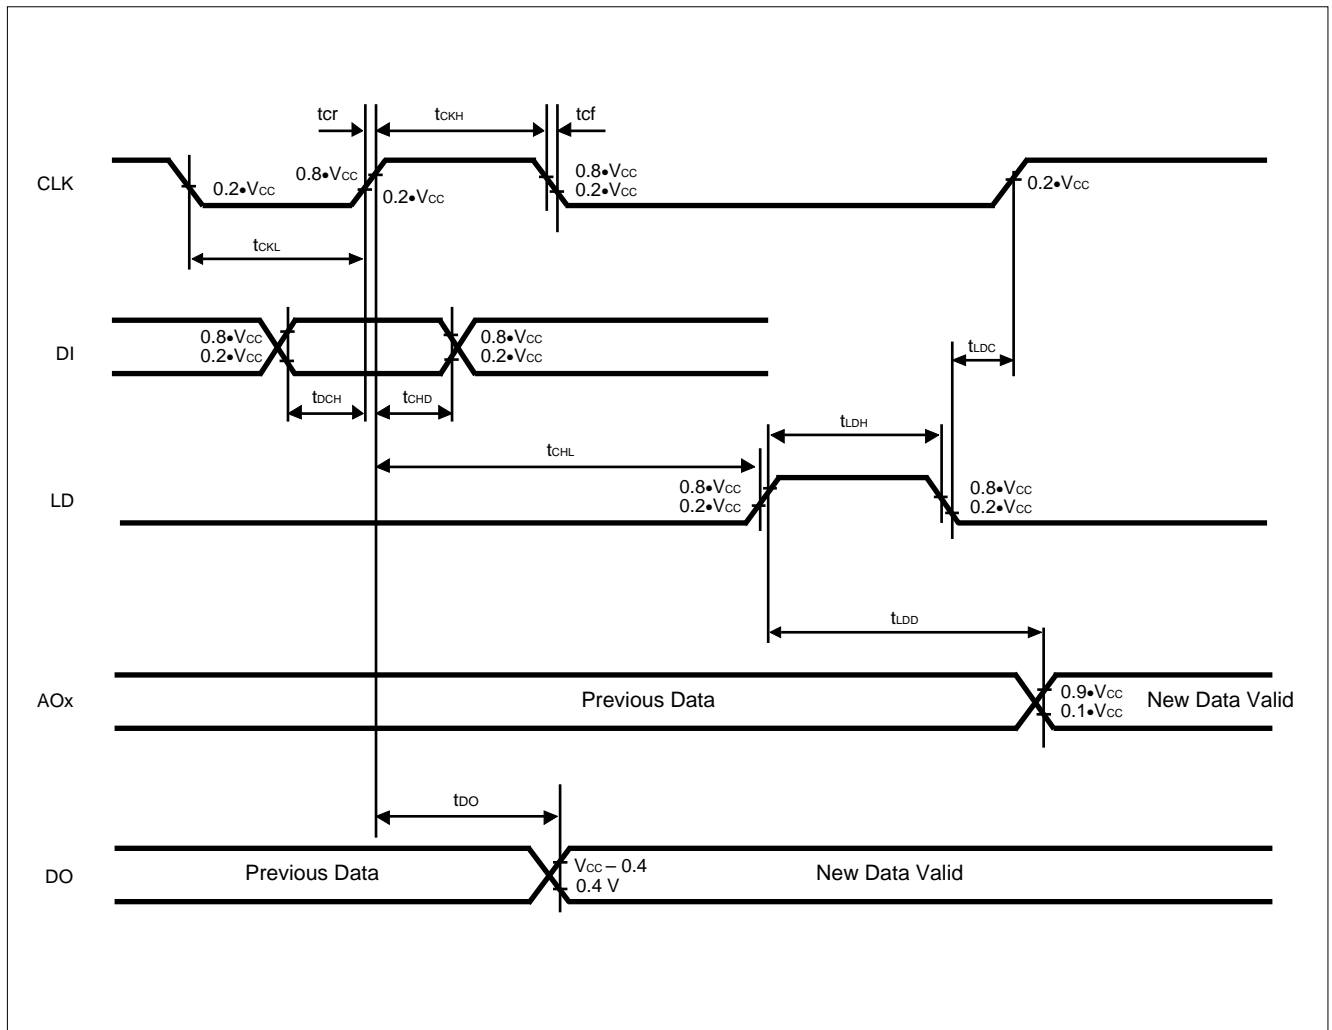 tcr
tCKH
tcf
CLK
0.2•VCC
0.8•VCC
0.2•VCC
0.8•VCC
0.2•VCC
0.2•VCC
tCKL
DI
0.8•VCC
0.2•VCC
0.8•VCC
0.2•VCC
tLDC
tDCH
tCHD
tLDH
tCHL
LD
0.8•VCC
0.2•VCC
0.8•VCC
0.2•VCC
tLDD
AOx
Previous Data
0.9•VCC
0.1•VCC
New Data Valid
tDO
DO
Previous Data
VCC – 0.4
0.4 V
New Data Valid